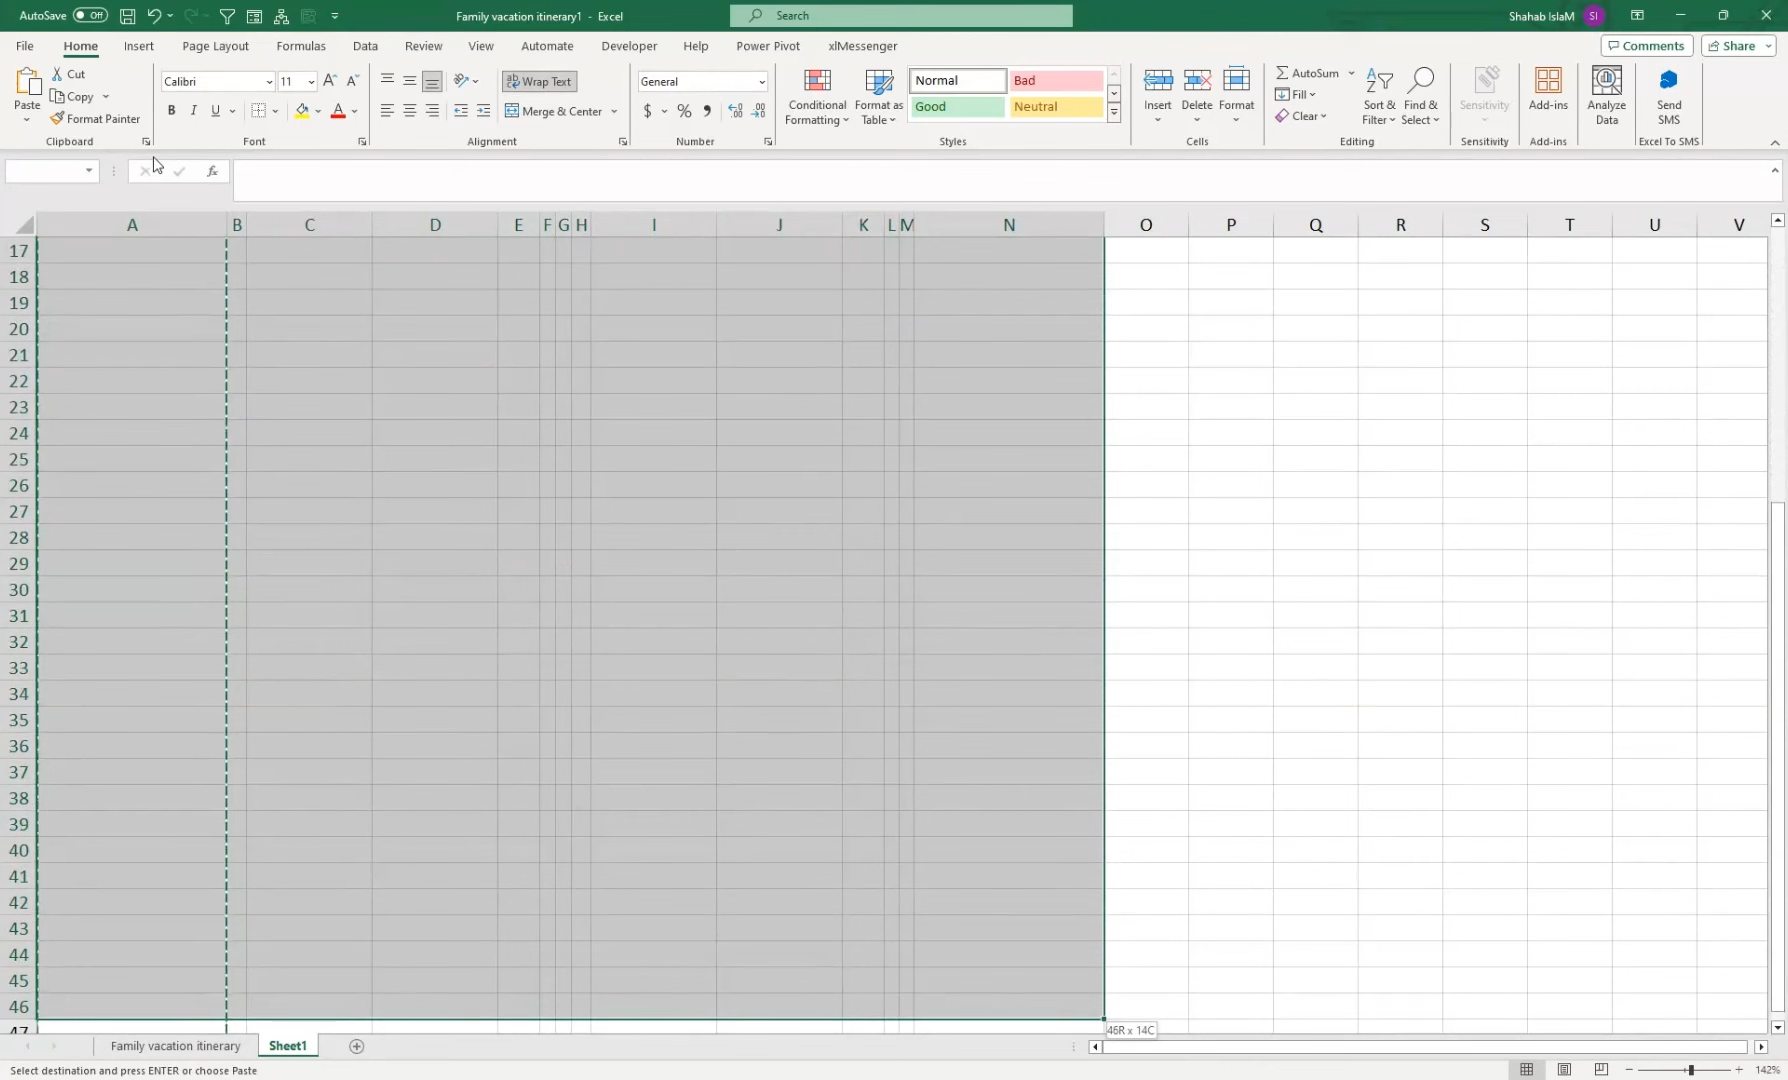 AutoSave Off Family vacation itinerary1 - Excel Search Shahab IslaM SI
File Home Insert Page Layout Formulas Data Review View Automate Developer Help Power Pivot xlMessenger Comments Share
Paste
Cut
Copy
Format Painter
Clipboard
Calibri 11
B I U
Font
Wrap Text
Merge & Center
Alignment
General
$ %
Number
Conditional Formatting
Format as Table
Normal Bad
Good Neutral
Styles
Insert Delete Format
Cells
AutoSum
Fill
Clear
Sort & Filter
Find & Select
Editing
Sensitivity
Sensitivity
Add-ins
Add-ins
Analyze Data
Send SMS
Excel To SMS
fx
A B C D E F G H I J K L M N O P Q R S T U V
17
18
19
20
21
22
23
24
25
26
27
28
29
30
31
32
33
34
35
36
37
38
39
40
41
42
43
44
45
46
47
46R x 14C
Family vacation itinerary Sheet1
Select destination and press ENTER or choose Paste 142%